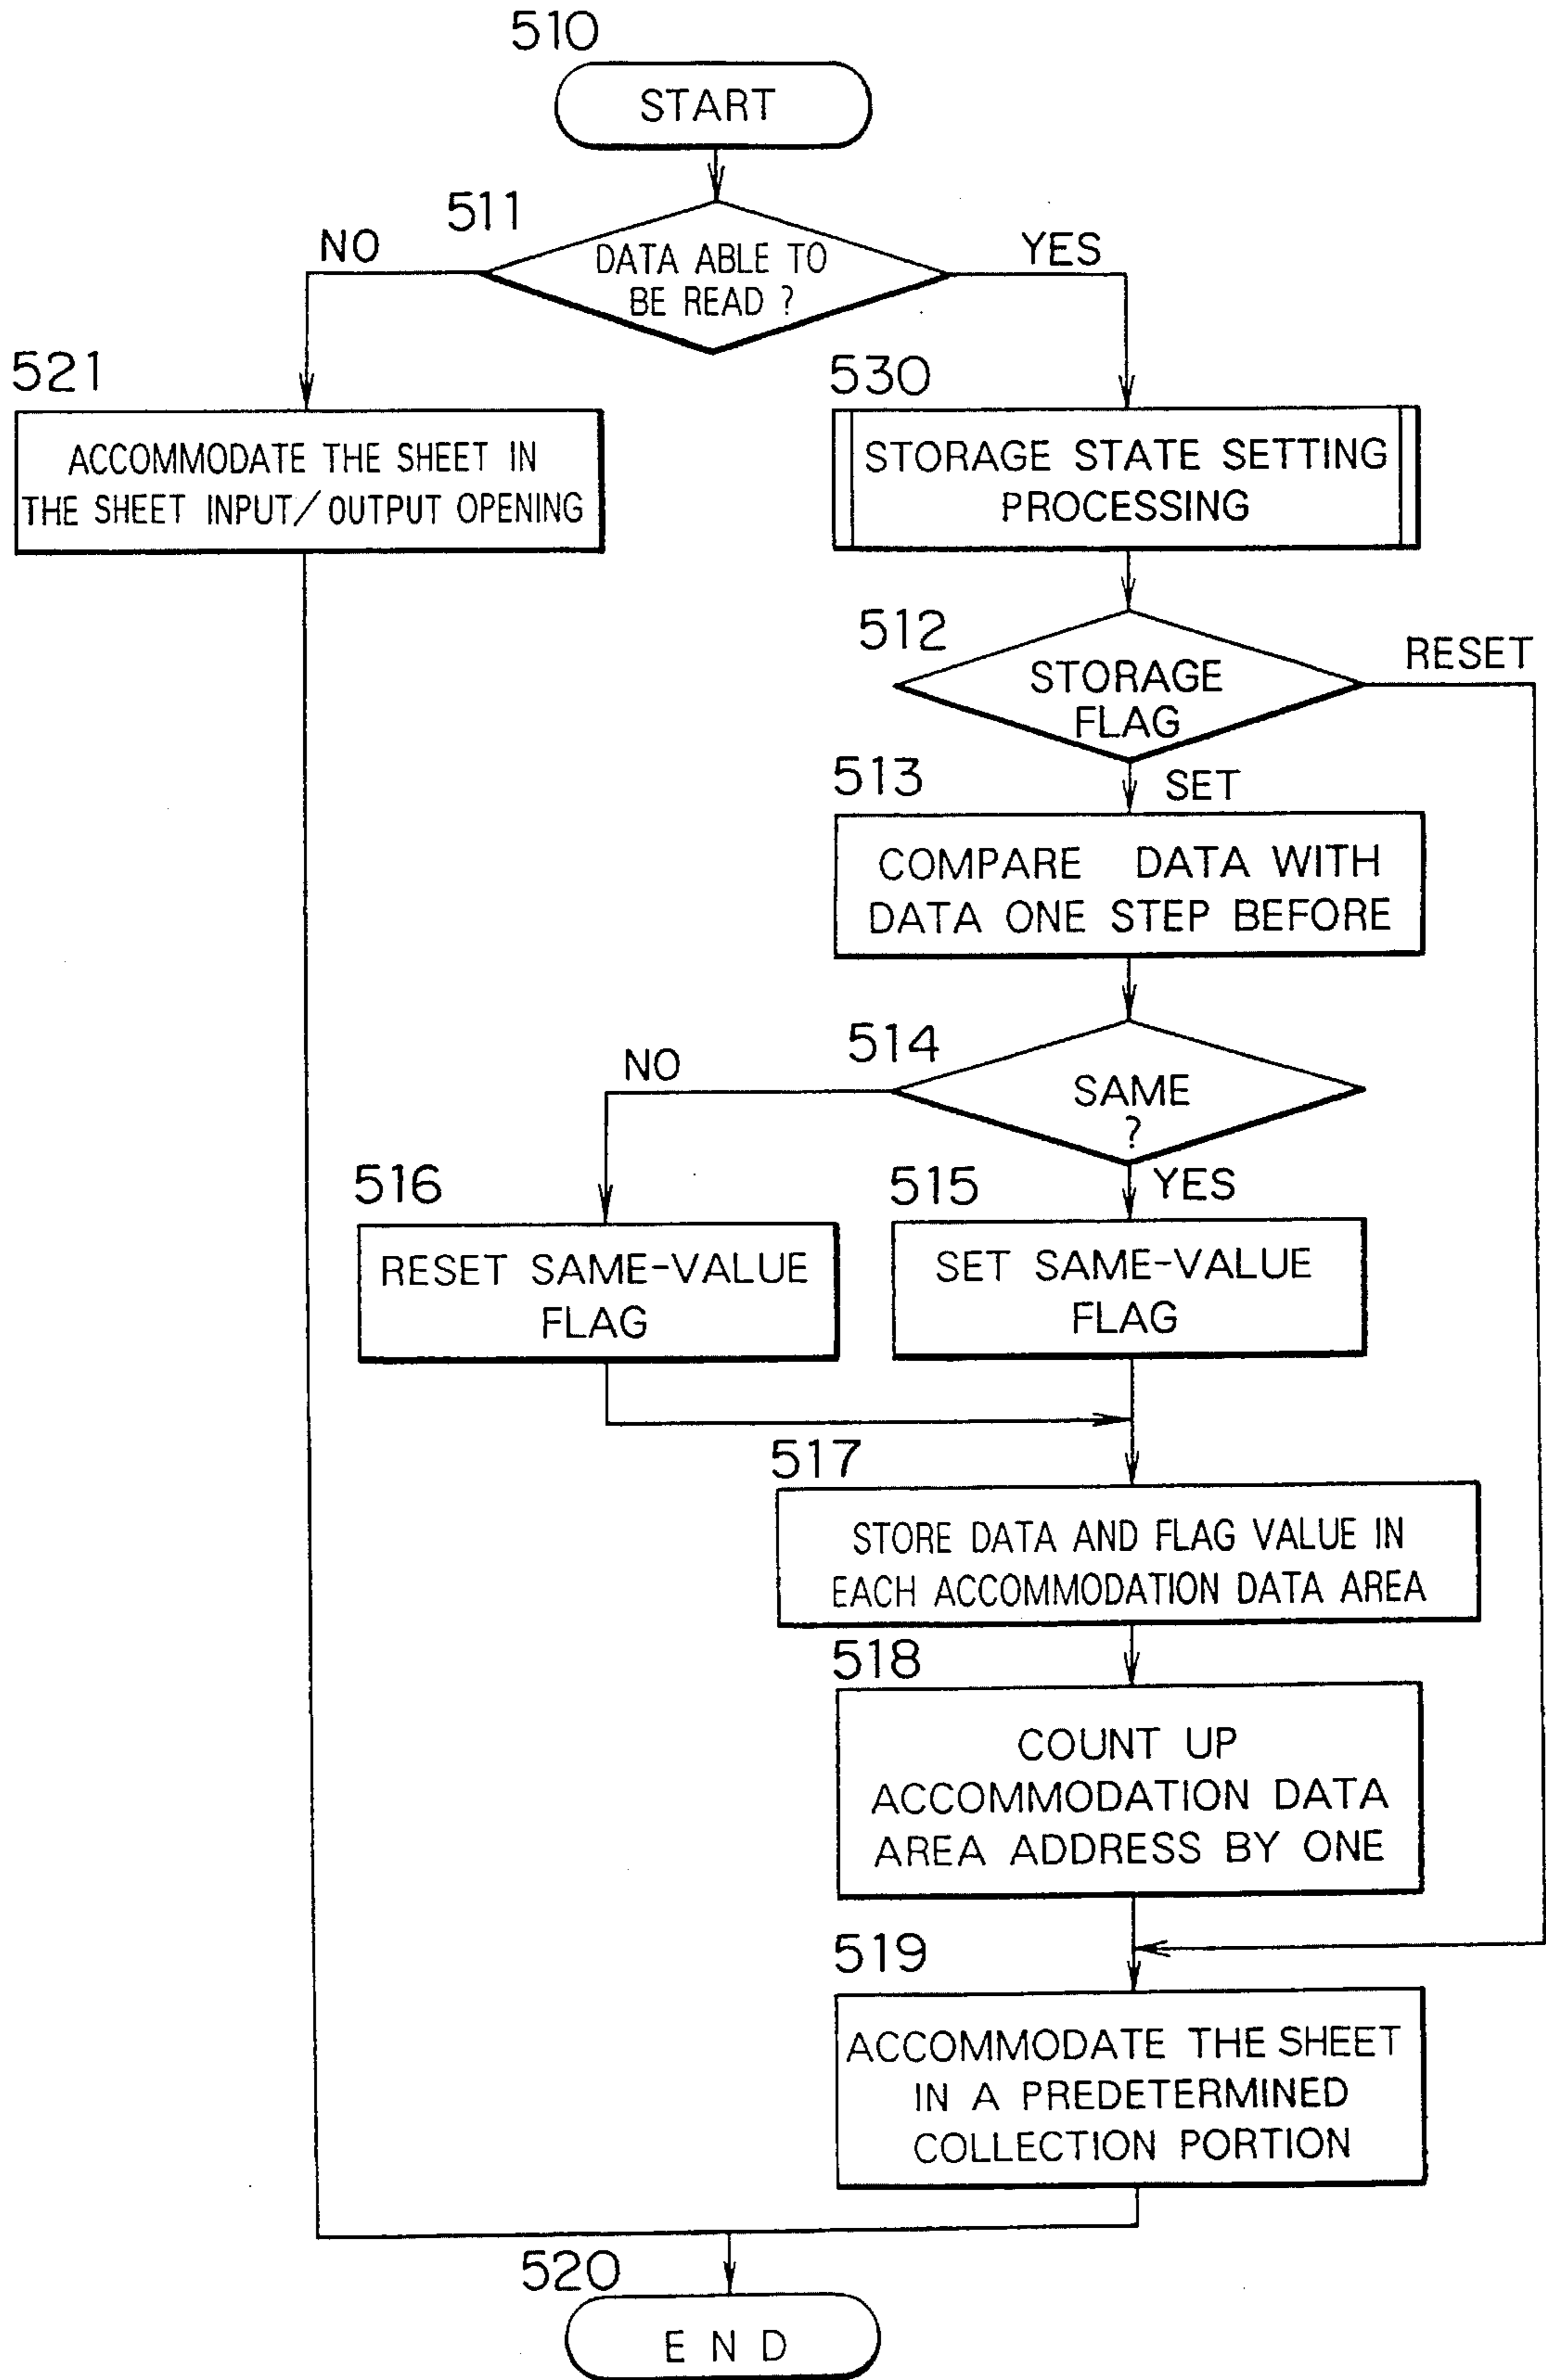 510
START
511
NO
DATA ABLE TO
BE READ ?
YES
521
ACCOMMODATE THE SHEET IN
THE SHEET INPUT/OUTPUT OPENING
530
STORAGE STATE SETTING
PROCESSING
512
STORAGE
FLAG
RESET
SET
513
COMPARE DATA WITH
DATA ONE STEP BEFORE
514
NO
SAME
?
YES
516
RESET SAME-VALUE
FLAG
515
SET SAME-VALUE
FLAG
517
STORE DATA AND FLAG VALUE IN
EACH ACCOMMODATION DATA AREA
518
COUNT UP
ACCOMMODATION DATA
AREA ADDRESS BY ONE
519
ACCOMMODATE THE SHEET
IN A PREDETERMINED
COLLECTION PORTION
520
END